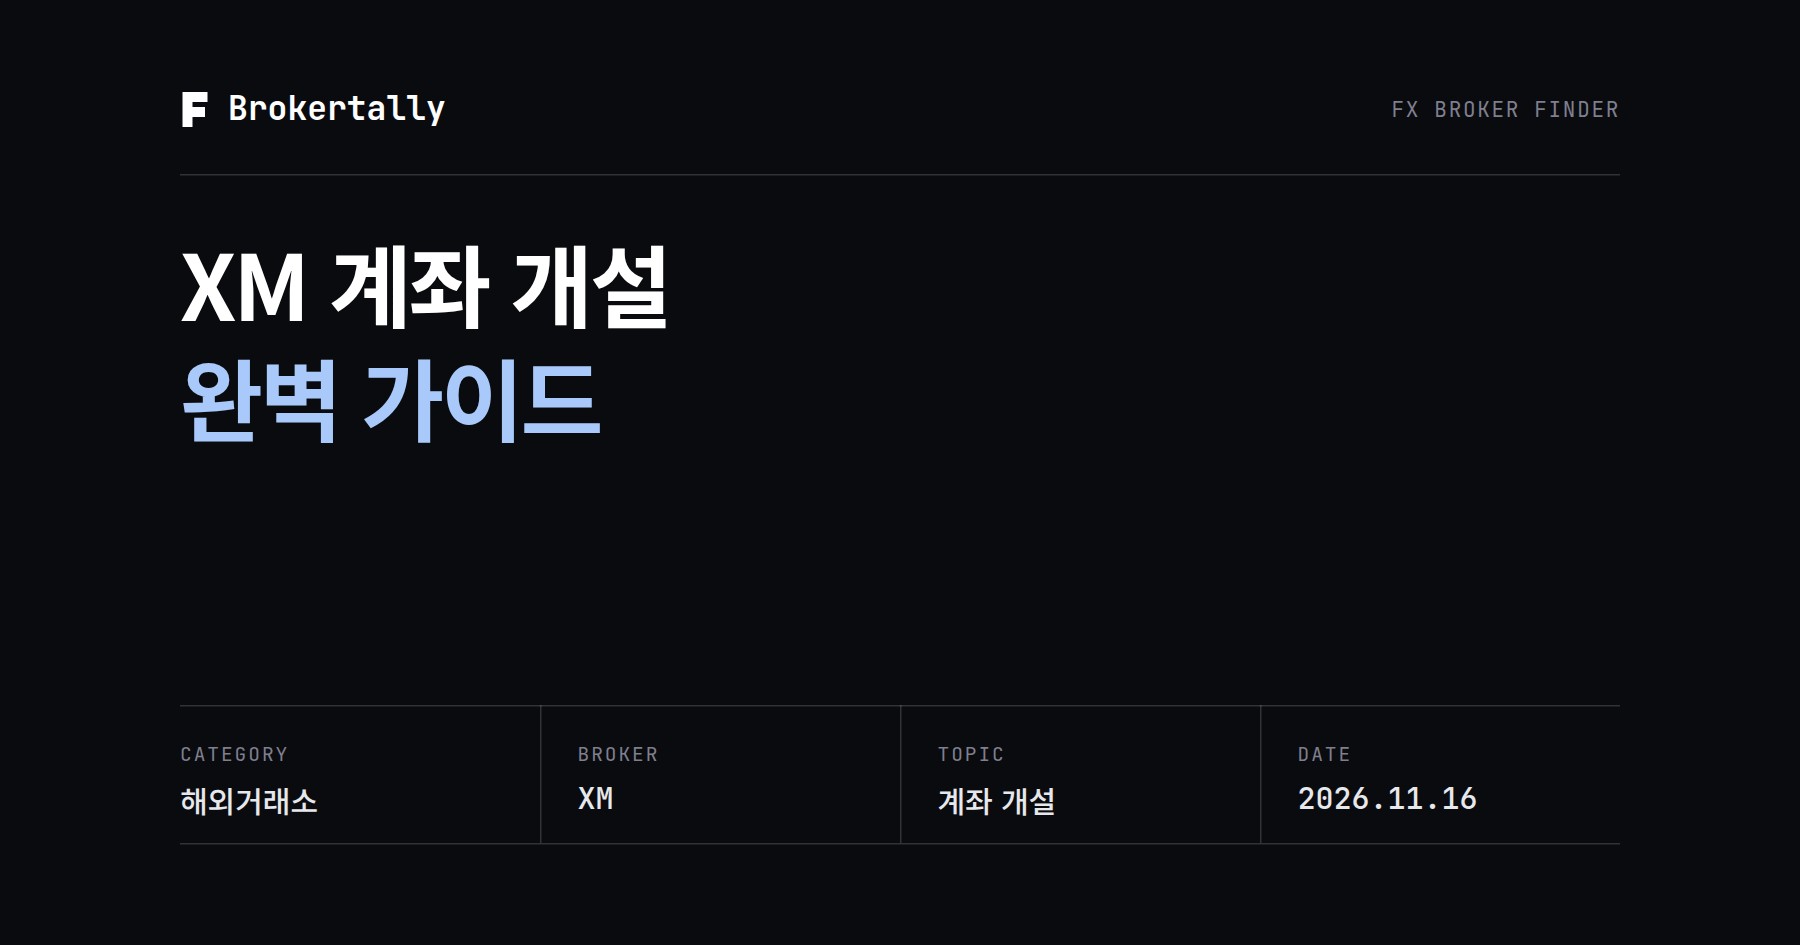 Brokertally
FX BROKER FINDER
XM 계좌 개설
완벽 가이드
CATEGORY
해외거래소
BROKER
XM
TOPIC
계좌 개설
DATE
2026.11.16